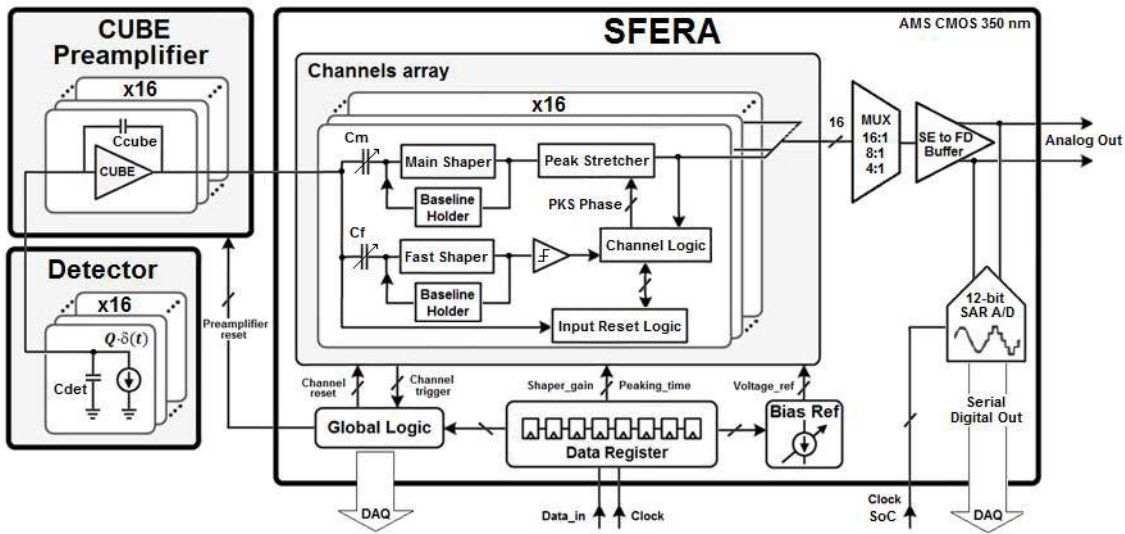 CUBE
Preamplifier
x16
Ccube
CUBE
Detector
x16
Q·δ(t)
Cdet
Preamplifier
reset
SFERA
AMS CMOS 350 nm
Channels array
x16
Cm
Main Shaper
Peak Stretcher
Baseline
Holder
PKS Phase
Cf
Fast Shaper
Channel Logic
Baseline
Holder
Input Reset Logic
16
MUX
16:1
8:1
4:1
SE to FD
Buffer
Analog Out
12-bit
SAR A/D
Channel
reset
Channel
trigger
Shaper_gain
Peaking_time
Voltage_ref
Global Logic
Data Register
Bias Ref
Serial
Digital Out
DAQ
Data_in
Clock
Clock
SoC
DAQ